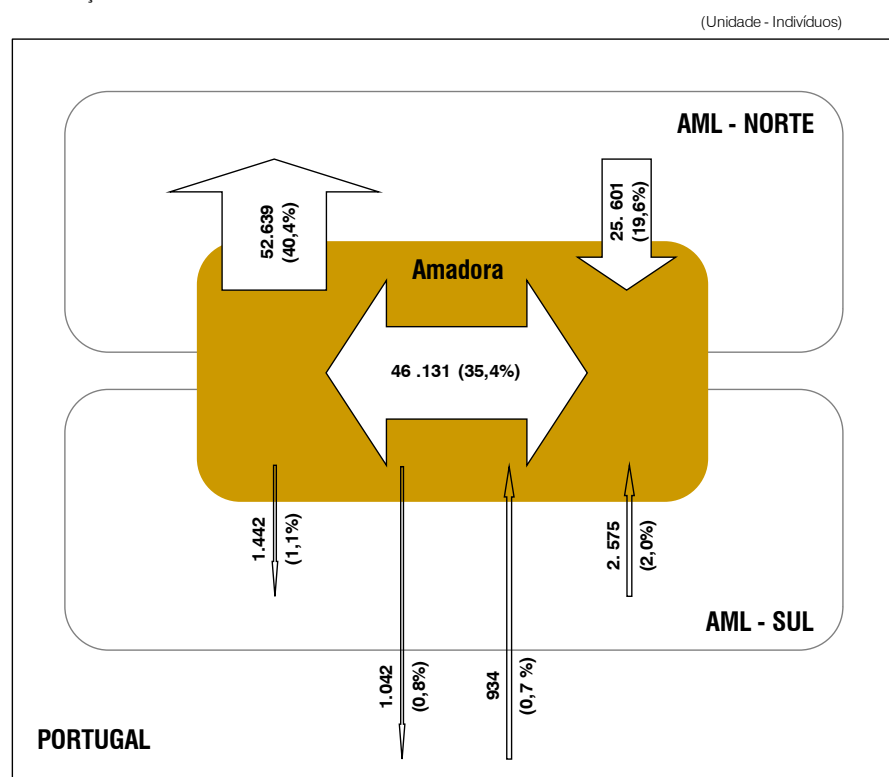 (Unidade - Indivíduos)
AML - NORTE
52.639
(40,4%)
25. 601
(19,6%)
Amadora
46 .131 (35,4%)
1.442
(1,1%)
2. 575
(2,0%)
AML - SUL
1.042
(0,8%)
934
(0,7 %)
PORTUGAL